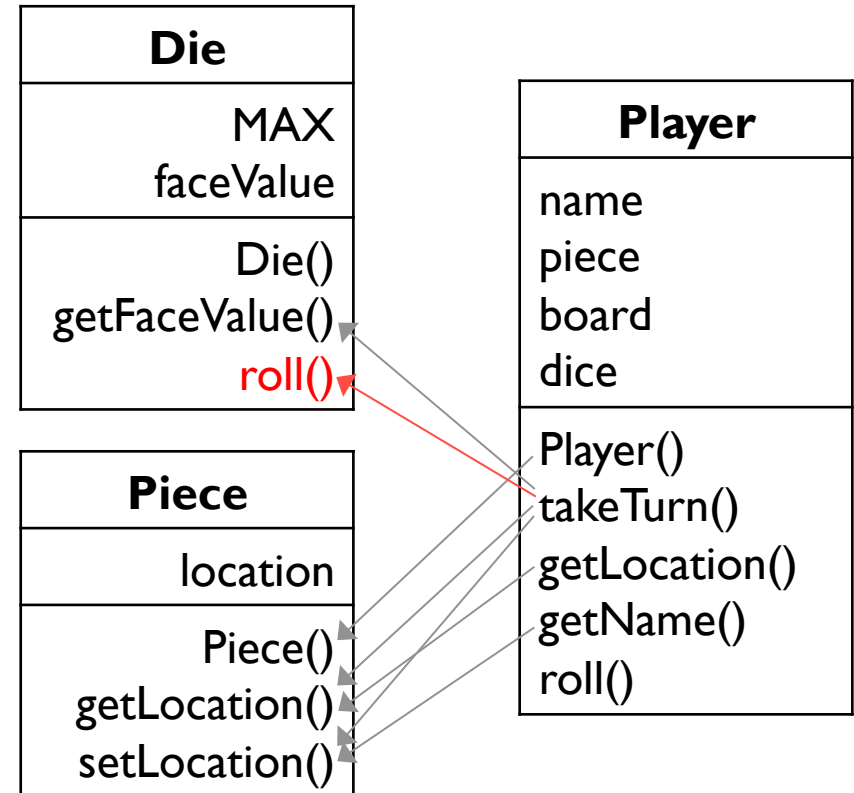 Die
MAX
faceValue
Die()
getFaceValue()
roll()
Piece
location
Piece()
getLocation()
setLocation()
Player
name
piece
board
dice
Player()
takeTurn()
getLocation()
getName()
roll()